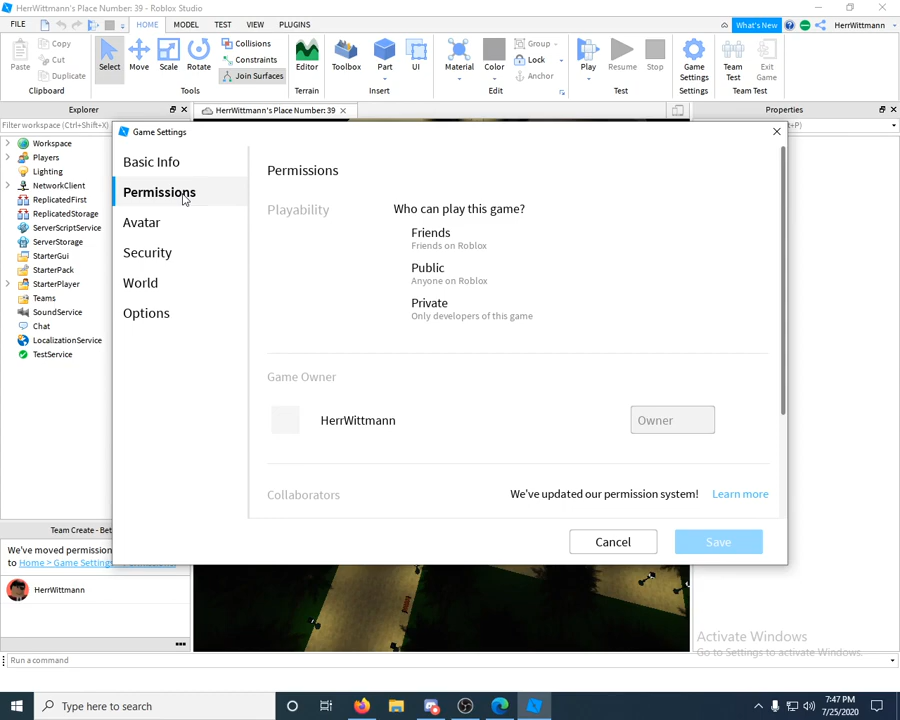 HerrWittmann's Place Number: 39 - Roblox Studio
FILE HOME MODEL TEST VIEW PLUGINS What's New HerrWittmann
Paste Copy Cut Duplicate Clipboard
Select Move Scale Rotate Collisions Constraints Join Surfaces Tools
Editor Terrain
Toolbox Part UI Insert
Material Color Group Lock Anchor Edit
Play Resume Stop Test
Game Settings Settings
Team Test Exit Game Team Test
Explorer
HerrWittmann's Place Number: 39
Properties
Filter workspace (Ctrl+Shift+X)
+P)
Workspace
Players
Lighting
NetworkClient
ReplicatedFirst
ReplicatedStorage
ServerScriptService
ServerStorage
StarterGui
StarterPack
StarterPlayer
Teams
SoundService
Chat
LocalizationService
TestService
Game Settings
Basic Info
Permissions
Avatar
Security
World
Options
Permissions
Playability
Who can play this game?
Friends
Friends on Roblox
Public
Anyone on Roblox
Private
Only developers of this game
Game Owner
HerrWittmann
Owner
Collaborators
We've updated our permission system! Learn more
Cancel
Save
Team Create - Bet
We've moved permission
to Home > Game Setting
HerrWittmann
Run a command
Activate Windows
Go to Settings to activate Windows.
Type here to search
7:47 PM
7/25/2020